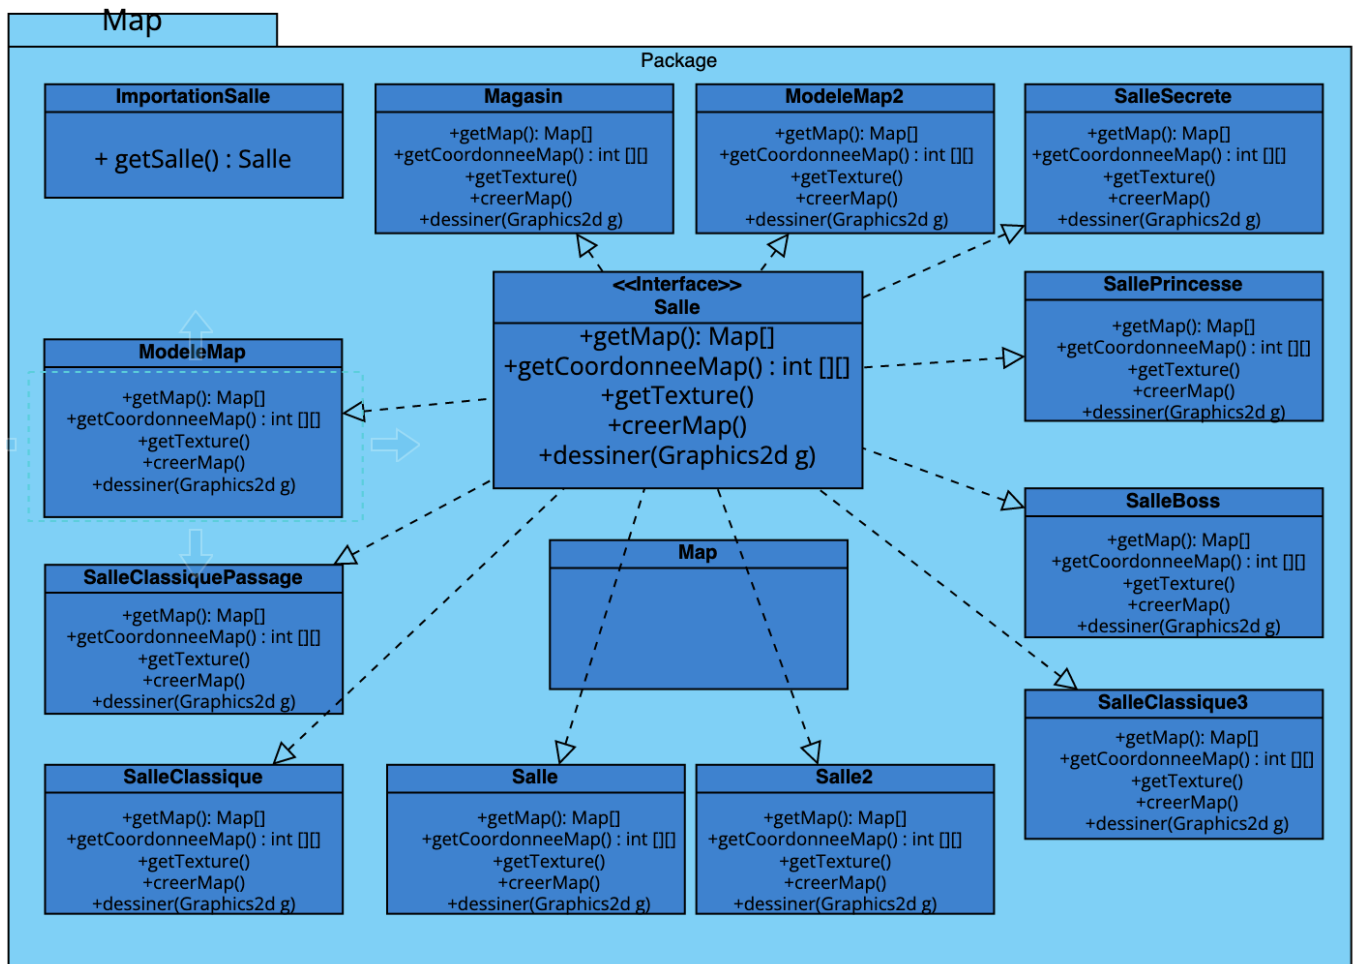 Map
Package
ImportationSalle
+ getSalle() : Salle
Magasin
+getMap(): Map[]
+getCoordonneeMap() : int [][]
+getTexture()
+creerMap()
+dessiner(Graphics2d g)
ModeleMap2
+getMap(): Map[]
+getCoordonneeMap() : int [][]
+getTexture()
+creerMap()
+dessiner(Graphics2d g)
SalleSecrete
+getMap(): Map[]
+getCoordonneeMap() : int [][]
+getTexture()
+creerMap()
+dessiner(Graphics2d g)
<<Interface>>
Salle
+getMap(): Map[]
+getCoordonneeMap() : int [][]
+getTexture()
+creerMap()
+dessiner(Graphics2d g)
SallePrincesse
+getMap(): Map[]
+getCoordonneeMap() : int [][]
+getTexture()
+creerMap()
+dessiner(Graphics2d g)
ModeleMap
+getMap(): Map[]
+getCoordonneeMap() : int [][]
+getTexture()
+creerMap()
+dessiner(Graphics2d g)
SalleBoss
+getMap(): Map[]
+getCoordonneeMap() : int [][]
+getTexture()
+creerMap()
+dessiner(Graphics2d g)
Map
SalleClassiquePassage
+getMap(): Map[]
+getCoordonneeMap() : int [][]
+getTexture()
+creerMap()
+dessiner(Graphics2d g)
SalleClassique3
+getMap(): Map[]
+getCoordonneeMap() : int [][]
+getTexture()
+creerMap()
+dessiner(Graphics2d g)
SalleClassique
+getMap(): Map[]
+getCoordonneeMap() : int [][]
+getTexture()
+creerMap()
+dessiner(Graphics2d g)
Salle
+getMap(): Map[]
+getCoordonneeMap() : int [][]
+getTexture()
+creerMap()
+dessiner(Graphics2d g)
Salle2
+getMap(): Map[]
+getCoordonneeMap() : int [][]
+getTexture()
+creerMap()
+dessiner(Graphics2d g)